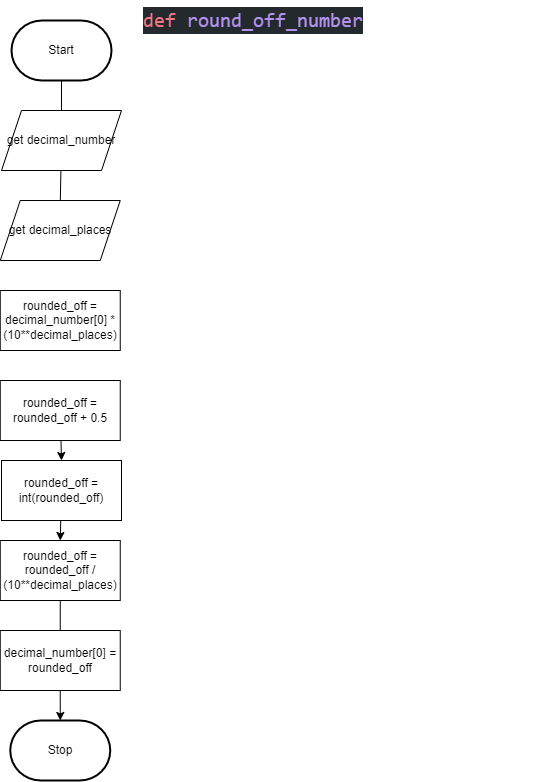 def round_off_number
Start
get decimal_number
get decimal_places
rounded_off =
decimal_number[0] *
(10**decimal_places)
rounded_off =
rounded_off + 0.5
rounded_off =
int(rounded_off)
rounded_off =
rounded_off /
(10**decimal_places)
decimal_number[0] =
rounded_off
Stop